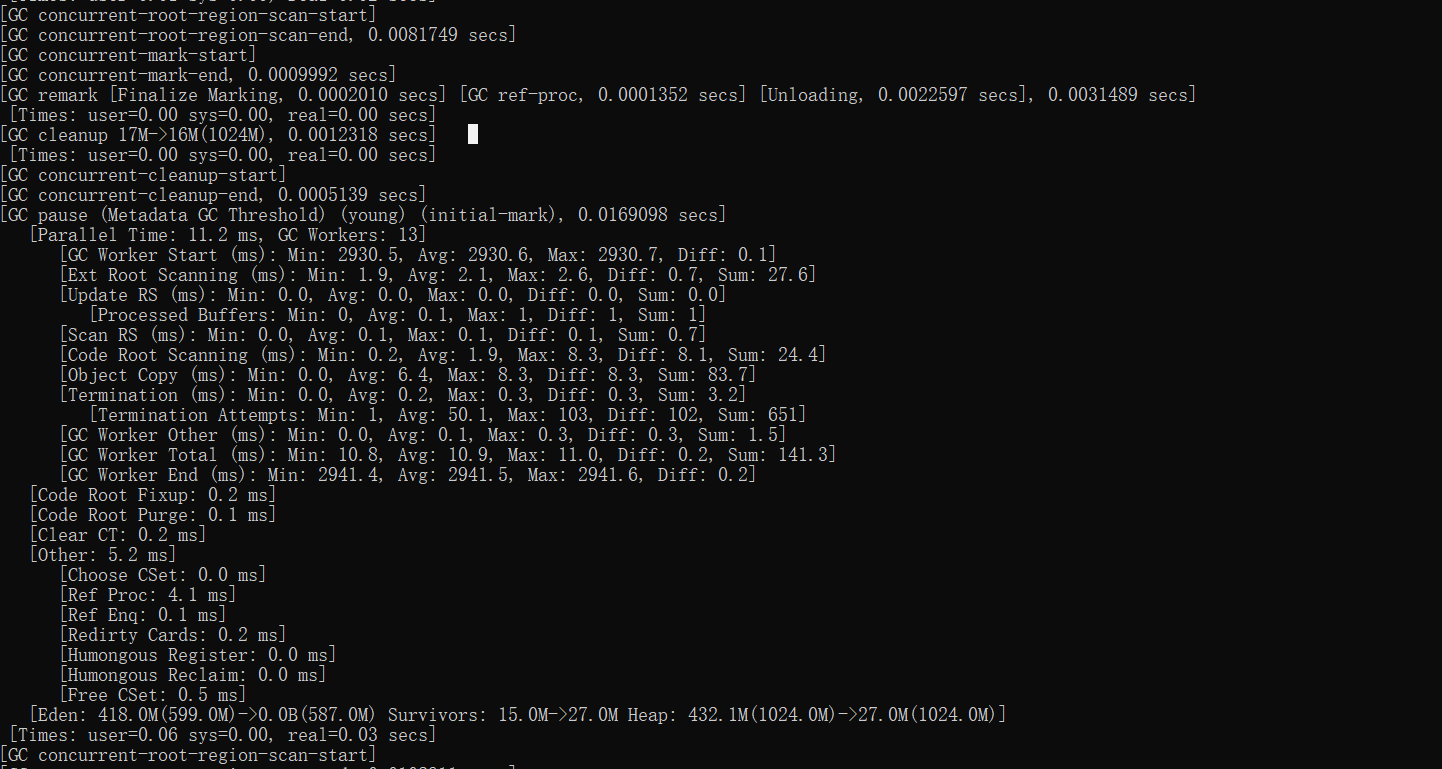 [GC concurrent-root-region-scan-start]
[GC concurrent-root-region-scan-end, 0.0081749 secs]
[GC concurrent-mark-start]
[GC concurrent-mark-end, 0.0009992 secs]
[GC remark [Finalize Marking, 0.0002010 secs] [GC ref-proc, 0.0001352 secs] [Unloading, 0.0022597 secs], 0.0031489 secs]
 [Times: user=0.00 sys=0.00, real=0.00 secs]
[GC cleanup 17M->16M(1024M), 0.0012318 secs]
 [Times: user=0.00 sys=0.00, real=0.00 secs]
[GC concurrent-cleanup-start]
[GC concurrent-cleanup-end, 0.0005139 secs]
[GC pause (Metadata GC Threshold) (young) (initial-mark), 0.0169098 secs]
   [Parallel Time: 11.2 ms, GC Workers: 13]
      [GC Worker Start (ms): Min: 2930.5, Avg: 2930.6, Max: 2930.7, Diff: 0.1]
      [Ext Root Scanning (ms): Min: 1.9, Avg: 2.1, Max: 2.6, Diff: 0.7, Sum: 27.6]
      [Update RS (ms): Min: 0.0, Avg: 0.0, Max: 0.0, Diff: 0.0, Sum: 0.0]
         [Processed Buffers: Min: 0, Avg: 0.1, Max: 1, Diff: 1, Sum: 1]
      [Scan RS (ms): Min: 0.0, Avg: 0.1, Max: 0.1, Diff: 0.1, Sum: 0.7]
      [Code Root Scanning (ms): Min: 0.2, Avg: 1.9, Max: 8.3, Diff: 8.1, Sum: 24.4]
      [Object Copy (ms): Min: 0.0, Avg: 6.4, Max: 8.3, Diff: 8.3, Sum: 83.7]
      [Termination (ms): Min: 0.0, Avg: 0.2, Max: 0.3, Diff: 0.3, Sum: 3.2]
         [Termination Attempts: Min: 1, Avg: 50.1, Max: 103, Diff: 102, Sum: 651]
      [GC Worker Other (ms): Min: 0.0, Avg: 0.1, Max: 0.3, Diff: 0.3, Sum: 1.5]
      [GC Worker Total (ms): Min: 10.8, Avg: 10.9, Max: 11.0, Diff: 0.2, Sum: 141.3]
      [GC Worker End (ms): Min: 2941.4, Avg: 2941.5, Max: 2941.6, Diff: 0.2]
   [Code Root Fixup: 0.2 ms]
   [Code Root Purge: 0.1 ms]
   [Clear CT: 0.2 ms]
   [Other: 5.2 ms]
      [Choose CSet: 0.0 ms]
      [Ref Proc: 4.1 ms]
      [Ref Enq: 0.1 ms]
      [Redirty Cards: 0.2 ms]
      [Humongous Register: 0.0 ms]
      [Humongous Reclaim: 0.0 ms]
      [Free CSet: 0.5 ms]
   [Eden: 418.0M(599.0M)->0.0B(587.0M) Survivors: 15.0M->27.0M Heap: 432.1M(1024.0M)->27.0M(1024.0M)]
 [Times: user=0.06 sys=0.00, real=0.03 secs]
[GC concurrent-root-region-scan-start]